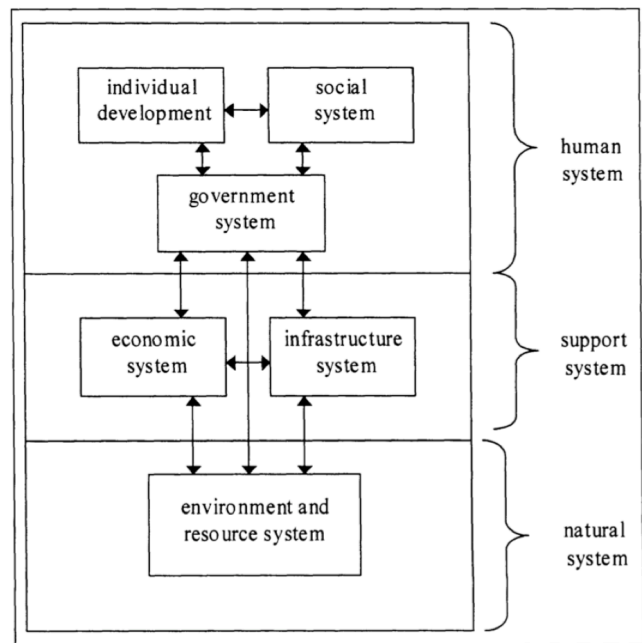 individual
development
social
system
human
system
government
system
economic
system
infrastructure
system
support
system
environment and
resource system
natural
system